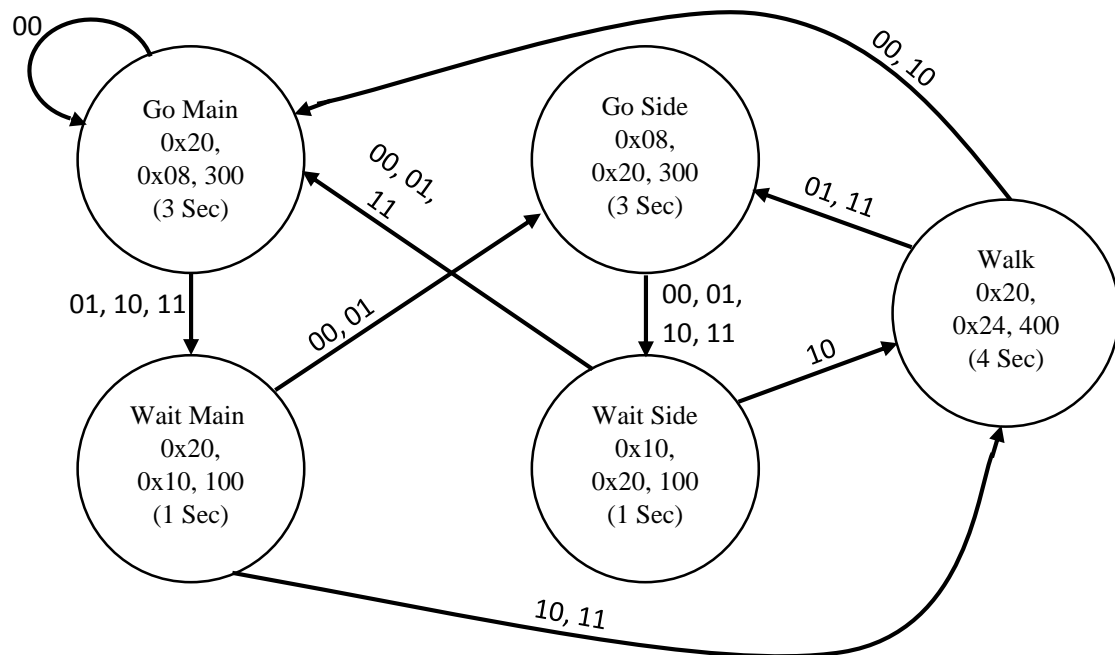 00
Go Main
0x20,
0x08, 300
(3 Sec)
00, 01,
11
Go Side
0x08,
0x20, 300
(3 Sec)
00, 10
01, 11
Walk
0x20,
0x24, 400
(4 Sec)
01, 10, 11
00, 01
00, 01,
10, 11
10
Wait Main
0x20,
0x10, 100
(1 Sec)
Wait Side
0x10,
0x20, 100
(1 Sec)
10, 11